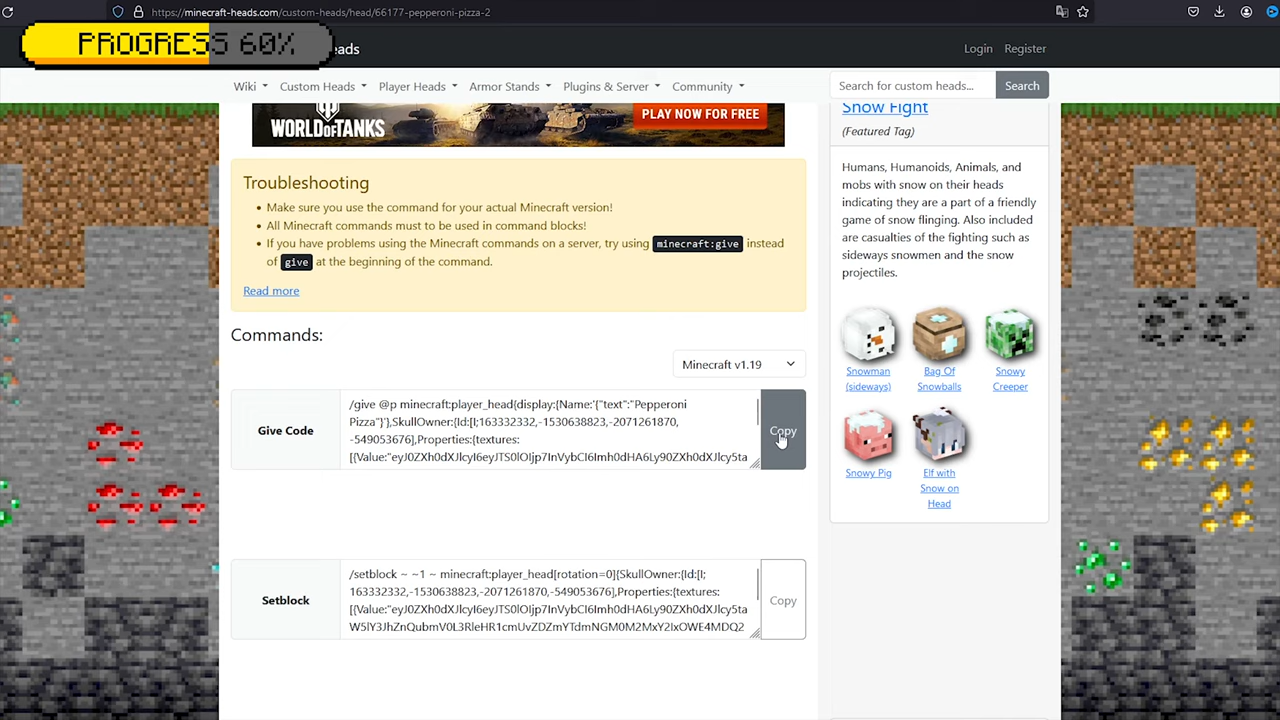 https://minecraft-heads.com/custom-heads/head/66177-pepperoni-pizza-2
PROGRESS 60%
eads
Login
Register
Wiki
Custom Heads
Player Heads
Armor Stands
Plugins & Server
Community
Search for custom heads...
Search
WORLD OF TANKS
PLAY NOW FOR FREE
Snow Fight
(Featured Tag)
Humans, Humanoids, Animals, and
mobs with snow on their heads
indicating they are a part of a friendly
game of snow flinging. Also included
are casualties of the fighting such as
sideways snowmen and the snow
projectiles.
Snowman
(sideways)
Bag Of
Snowballs
Snowy
Creeper
Snowy Pig
Elf with
Snow on
Head
Troubleshooting
Make sure you use the command for your actual Minecraft version!
All Minecraft commands must to be used in command blocks!
If you have problems using the Minecraft commands on a server, try using minecraft:give instead
of give at the beginning of the command.
Read more
Commands:
Minecraft v1.19
Give Code
/give @p minecraft:player_head{display:{Name:'{"text":"Pepperoni
Pizza"}'},SkullOwner:{Id:[I;163332332,-1530638823,-2071261870,
-549053676],Properties:{textures:
[{Value:"eyJ0ZXh0dXJlcyI6eyJTS0lOIjp7InVybCI6Imh0dHA6Ly90ZXh0dXJlcy5ta
Copy
Setblock
/setblock ~ ~1 ~ minecraft:player_head[rotation=0]{SkullOwner:{Id:[I;
163332332,-1530638823,-2071261870,-549053676],Properties:{textures:
[{Value:"eyJ0ZXh0dXJlcyI6eyJTS0lOIjp7InVybCI6Imh0dHA6Ly90ZXh0dXJlcy5ta
Copy